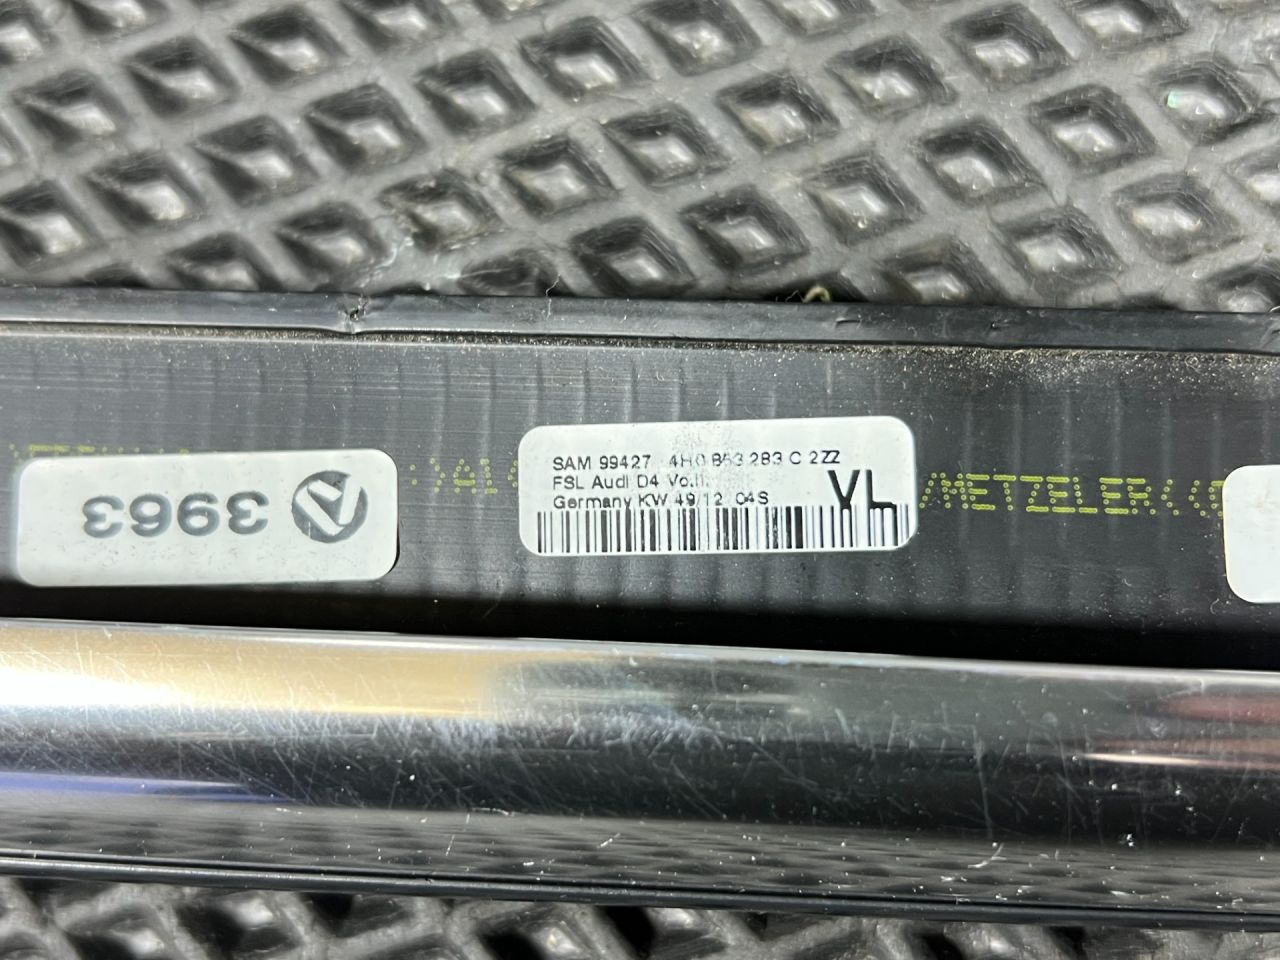 3963
SAM 99427 4H0 853 283 C 2ZZ
FSL Audi D4 Vo.li.
Germany KW 49/12 04S
VL
METZELER